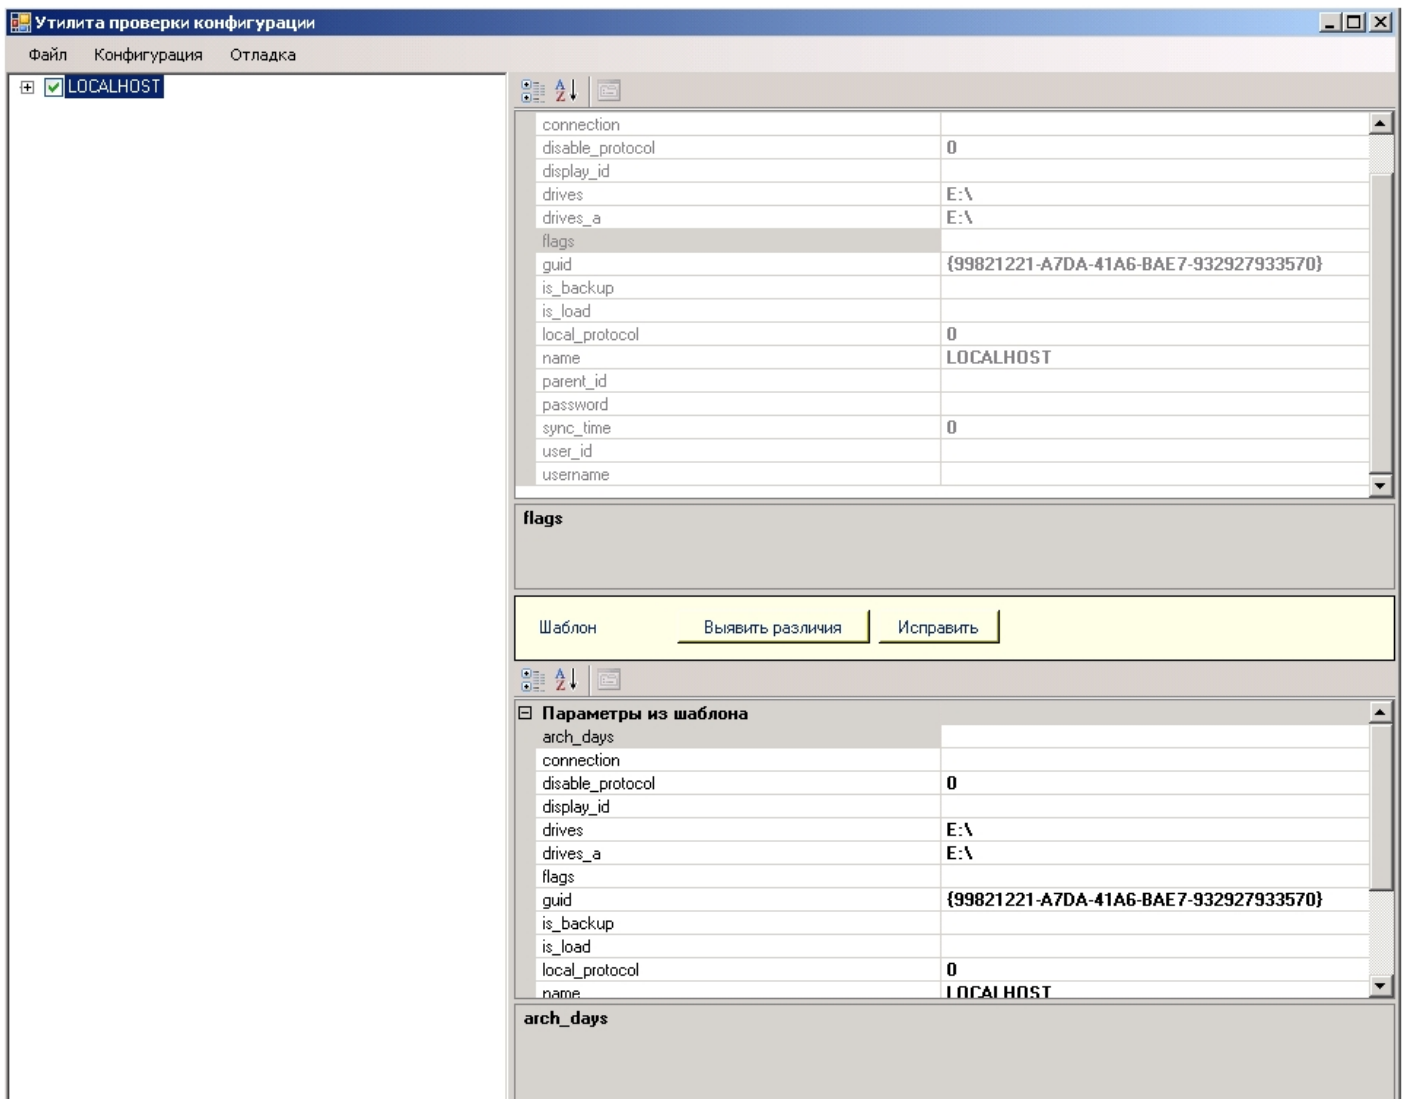 Утилита проверки конфигурации
Файл Конфигурация Отладка
LOCALHOST
connection
disable_protocol 0
display_id
drives E:\
drives_a E:\
flags
guid {99821221-A7DA-41A6-BAE7-932927933570}
is_backup
is_load
local_protocol 0
name LOCALHOST
parent_id
password
sync_time 0
user_id
username
flags
Шаблон Выявить различия Исправить
Параметры из шаблона
arch_days
connection
disable_protocol 0
display_id
drives E:\
drives_a E:\
flags
guid {99821221-A7DA-41A6-BAE7-932927933570}
is_backup
is_load
local_protocol 0
name LOCALHOST
arch_days